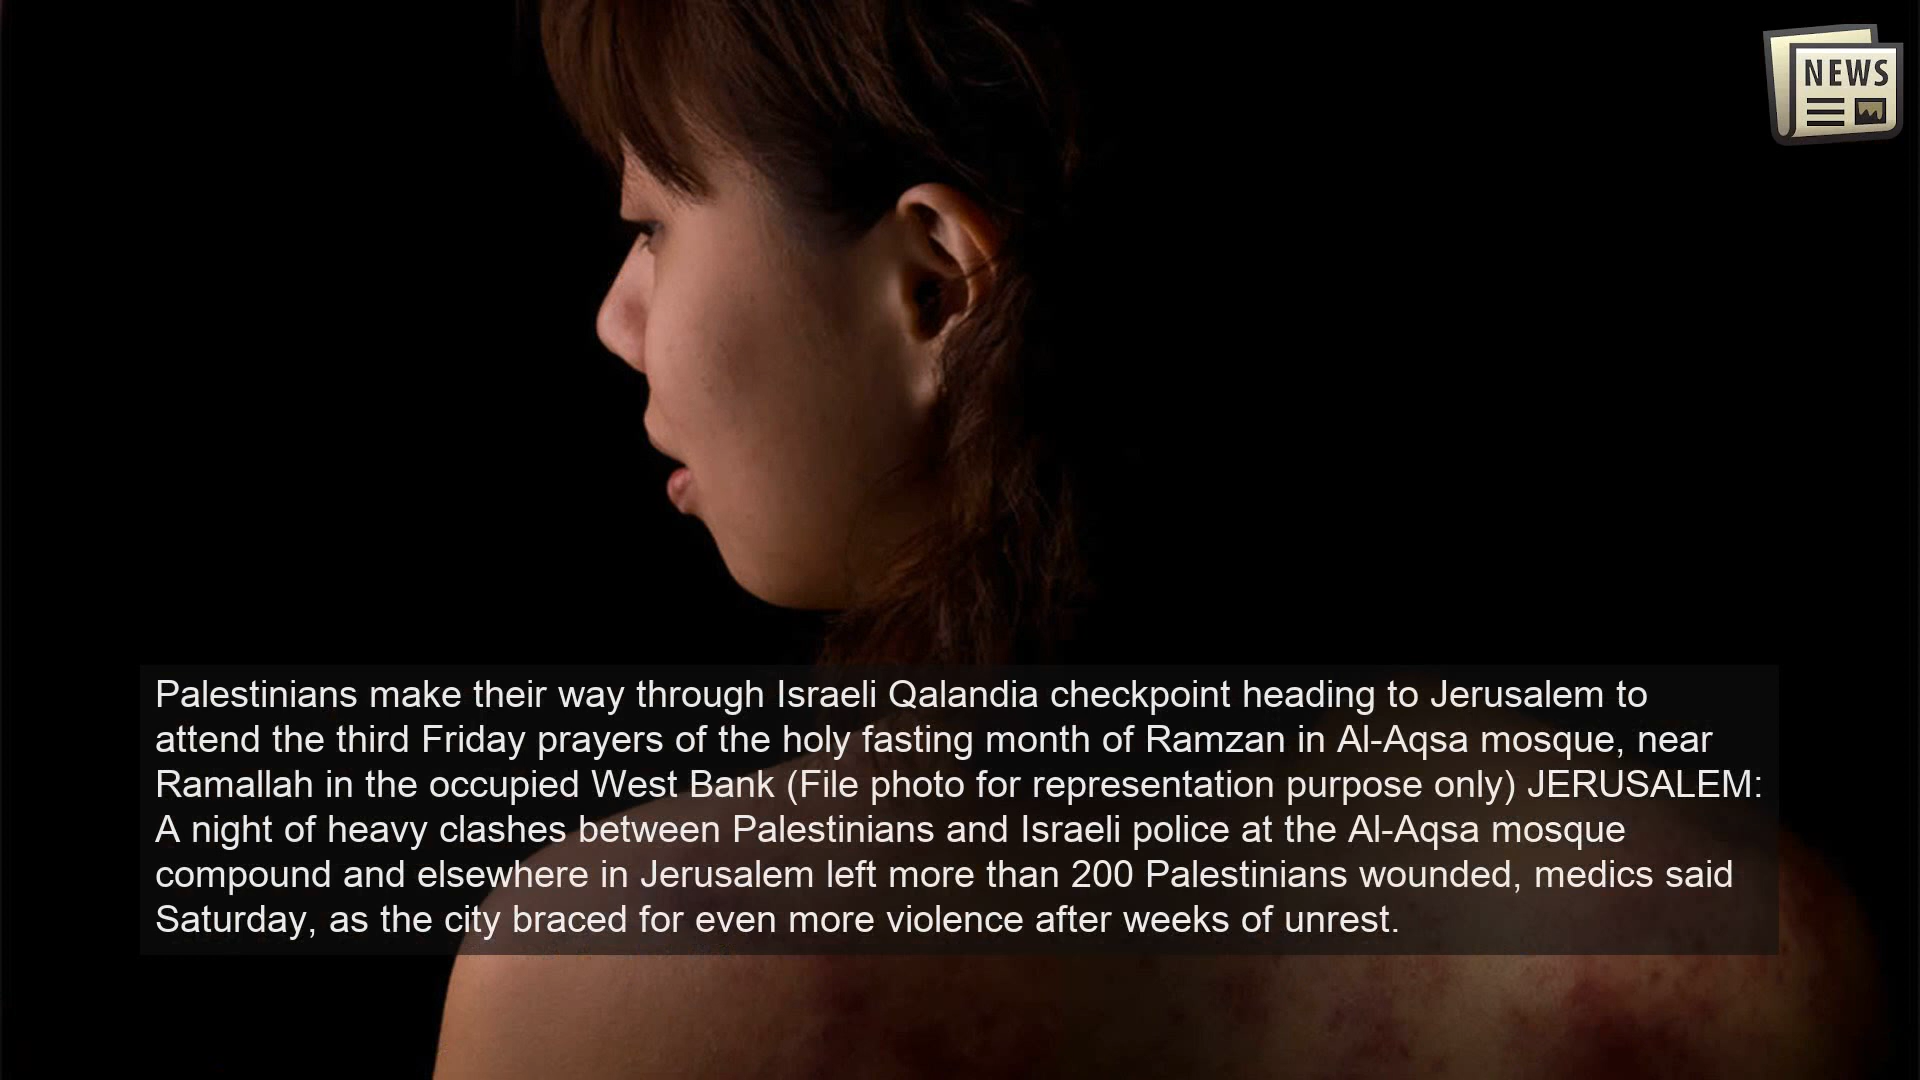 NEWS
Palestinians make their way through Israeli Qalandia checkpoint heading to Jerusalem to
attend the third Friday prayers of the holy fasting month of Ramzan in Al-Aqsa mosque, near
Ramallah in the occupied West Bank (File photo for representation purpose only) JERUSALEM:
A night of heavy clashes between Palestinians and Israeli police at the Al-Aqsa mosque
compound and elsewhere in Jerusalem left more than 200 Palestinians wounded, medics said
Saturday, as the city braced for even more violence after weeks of unrest.